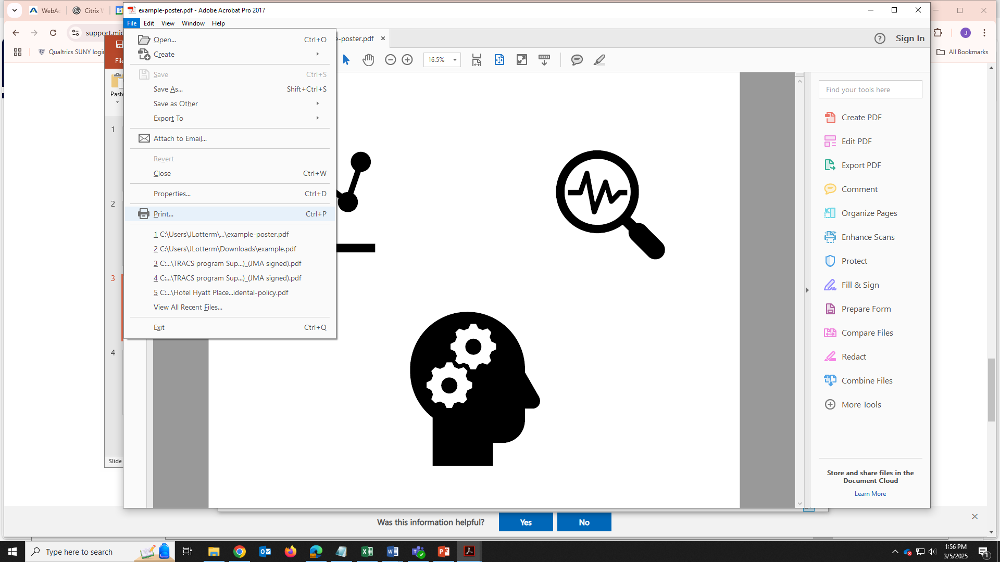 example-poster.pdf - Adobe Acrobat Pro 2017
WebAc
Citrix W
File Edit View Window Help
support.mic
Qualtrics SUNY login
All Bookmarks
J
e-poster.pdf
Sign In
16.5%
File
Paste
1
2
3
4
Slide
Open... Ctrl+O
Create
Save Ctrl+S
Save As... Shift+Ctrl+S
Save as Other
Export To
Attach to Email...
Revert
Close Ctrl+W
Properties... Ctrl+D
Print... Ctrl+P
1 C:\Users\JLotterm\...\example-poster.pdf
2 C:\Users\JLotterm\Downloads\example.pdf
3 C:...\TRACS program Sup...)_(JMA signed).pdf
4 C:...\TRACS program Sup...)_(JMA signed).pdf
5 C:...\Hotel Hyatt Place...idental-policy.pdf
View All Recent Files...
Exit Ctrl+Q
Find your tools here
Create PDF
Edit PDF
Export PDF
Comment
Organize Pages
Enhance Scans
Protect
Fill & Sign
Prepare Form
Compare Files
Redact
Combine Files
More Tools
Store and share files in the
Document Cloud
Learn More
Was this information helpful? Yes No
Type here to search
1:56 PM
3/5/2025
1